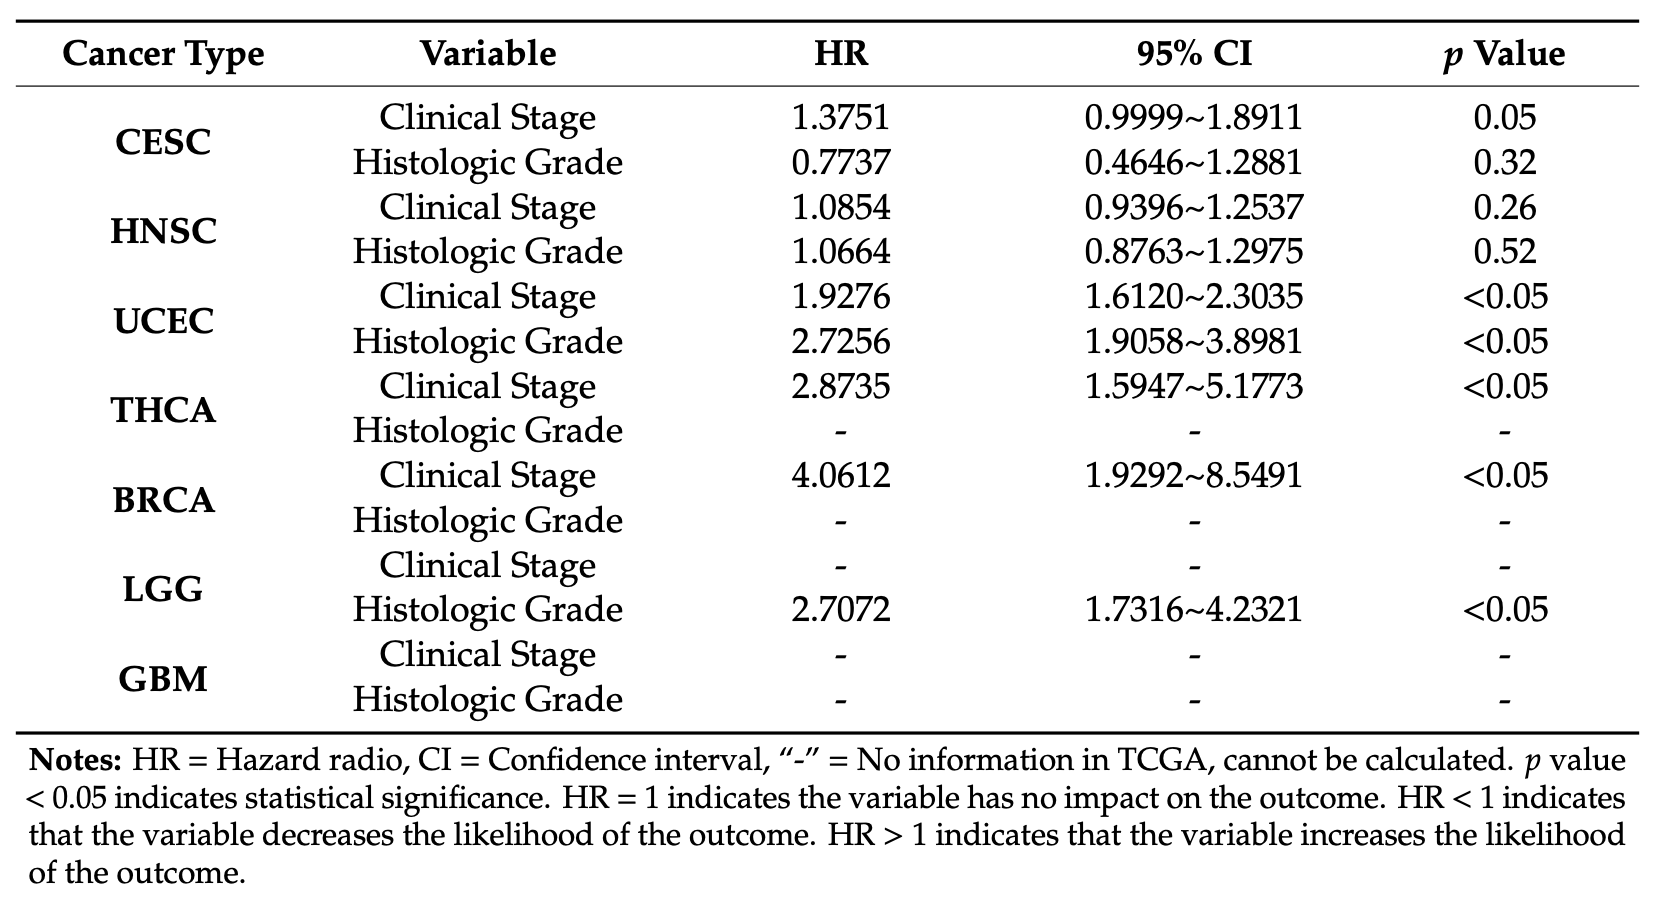 Cancer Type Variable HR 95% CI p Value
CESC
Clinical Stage 1.3751 0.9999~1.8911 0.05
Histologic Grade 0.7737 0.4646~1.2881 0.32
HNSC
Clinical Stage 1.0854 0.9396~1.2537 0.26
Histologic Grade 1.0664 0.8763~1.2975 0.52
UCEC
Clinical Stage 1.9276 1.6120~2.3035 <0.05
Histologic Grade 2.7256 1.9058~3.8981 <0.05
THCA
Clinical Stage 2.8735 1.5947~5.1773 <0.05
Histologic Grade - - -
BRCA
Clinical Stage 4.0612 1.9292~8.5491 <0.05
Histologic Grade - - -
LGG
Clinical Stage - - -
Histologic Grade 2.7072 1.7316~4.2321 <0.05
GBM
Clinical Stage - - -
Histologic Grade - - -
Notes: HR = Hazard radio, CI = Confidence interval, “-” = No information in TCGA, cannot be calculated. p value
< 0.05 indicates statistical significance. HR = 1 indicates the variable has no impact on the outcome. HR < 1 indicates
that the variable decreases the likelihood of the outcome. HR > 1 indicates that the variable increases the likelihood
of the outcome.